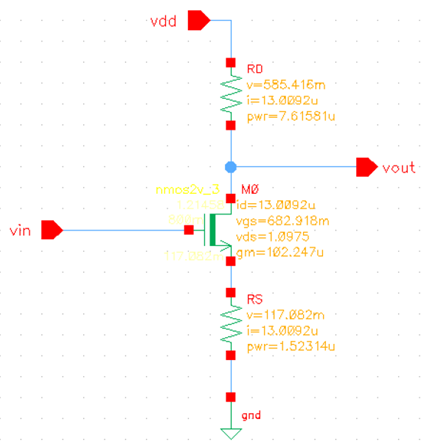 vdd
RD
v=585.416m
i=13.0092u
pwr=7.61581u
vout
nmos2v_i3 M0
id=13.0092u
vgs=682.918m
vin
vds=1.0975
gm=102.247u
RS
v=117.082m
i=13.0092u
pwr=1.52314u
gnd